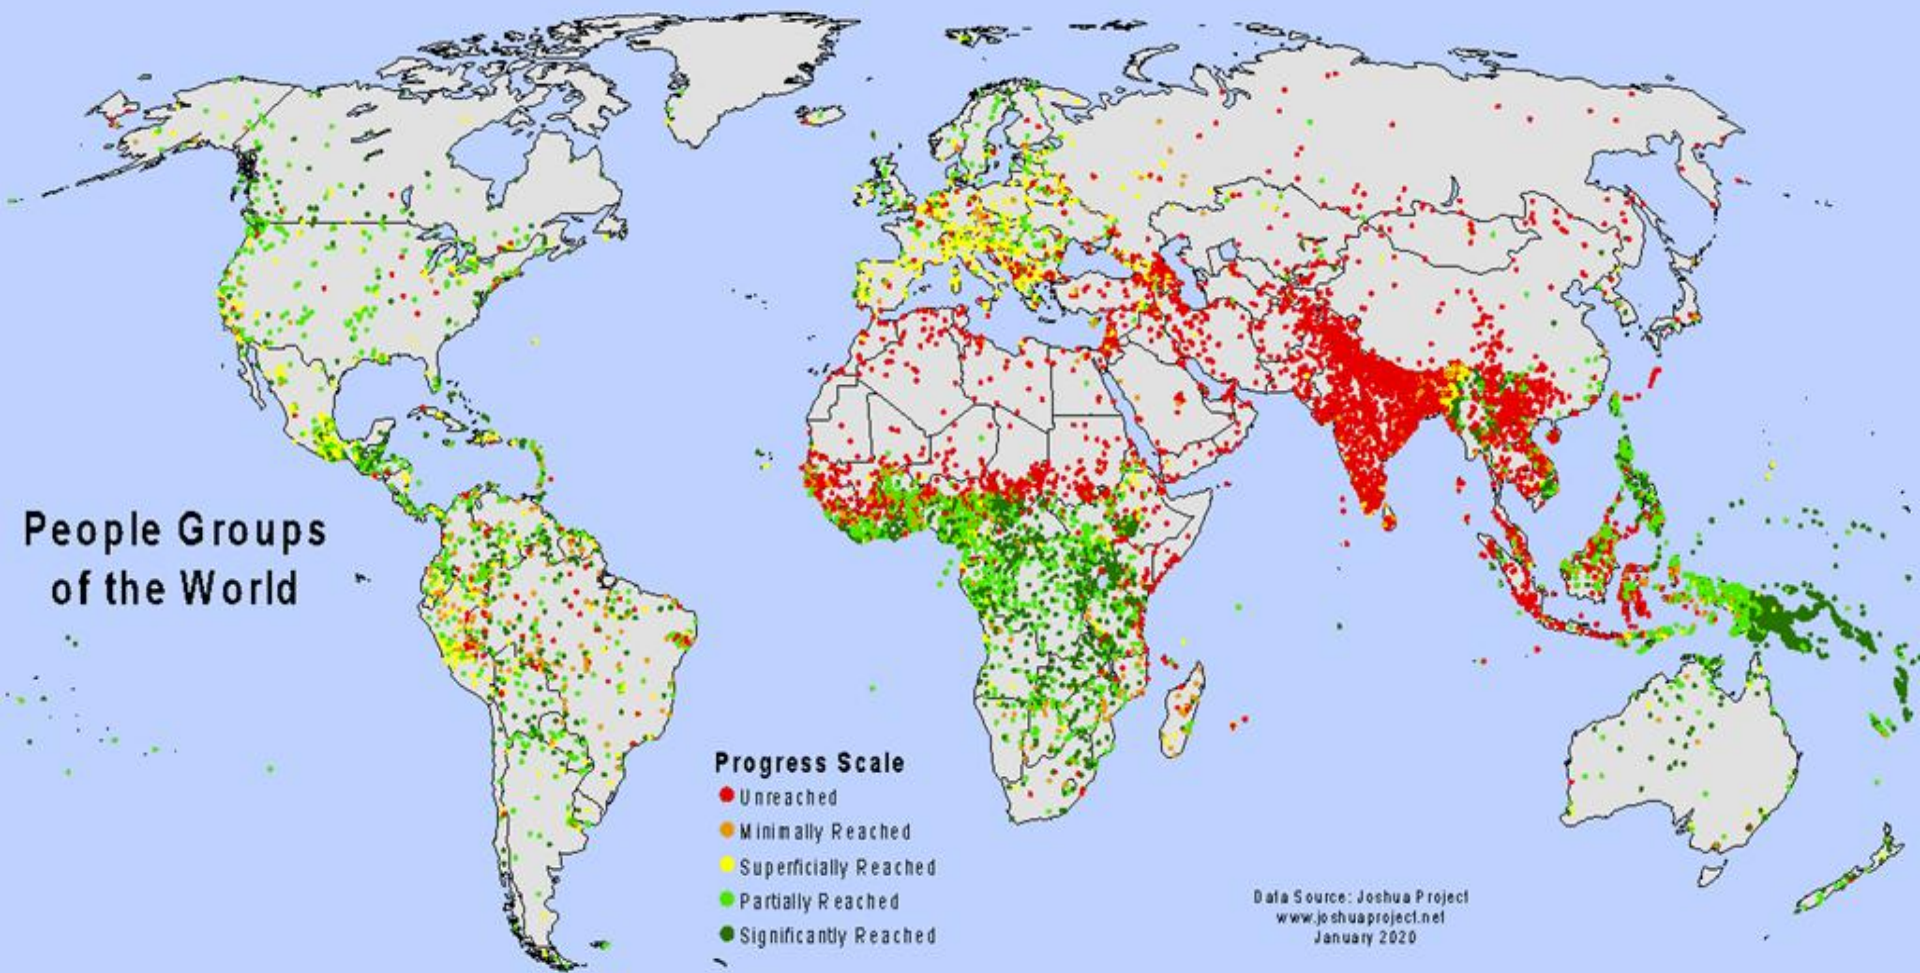 People Groups
of the World
Progress Scale
Unreached
Minimally Reached
Superficially Reached
Partially Reached
Significantly Reached
Data Source: Joshua Project
www.joshuaproject.net
January 2020